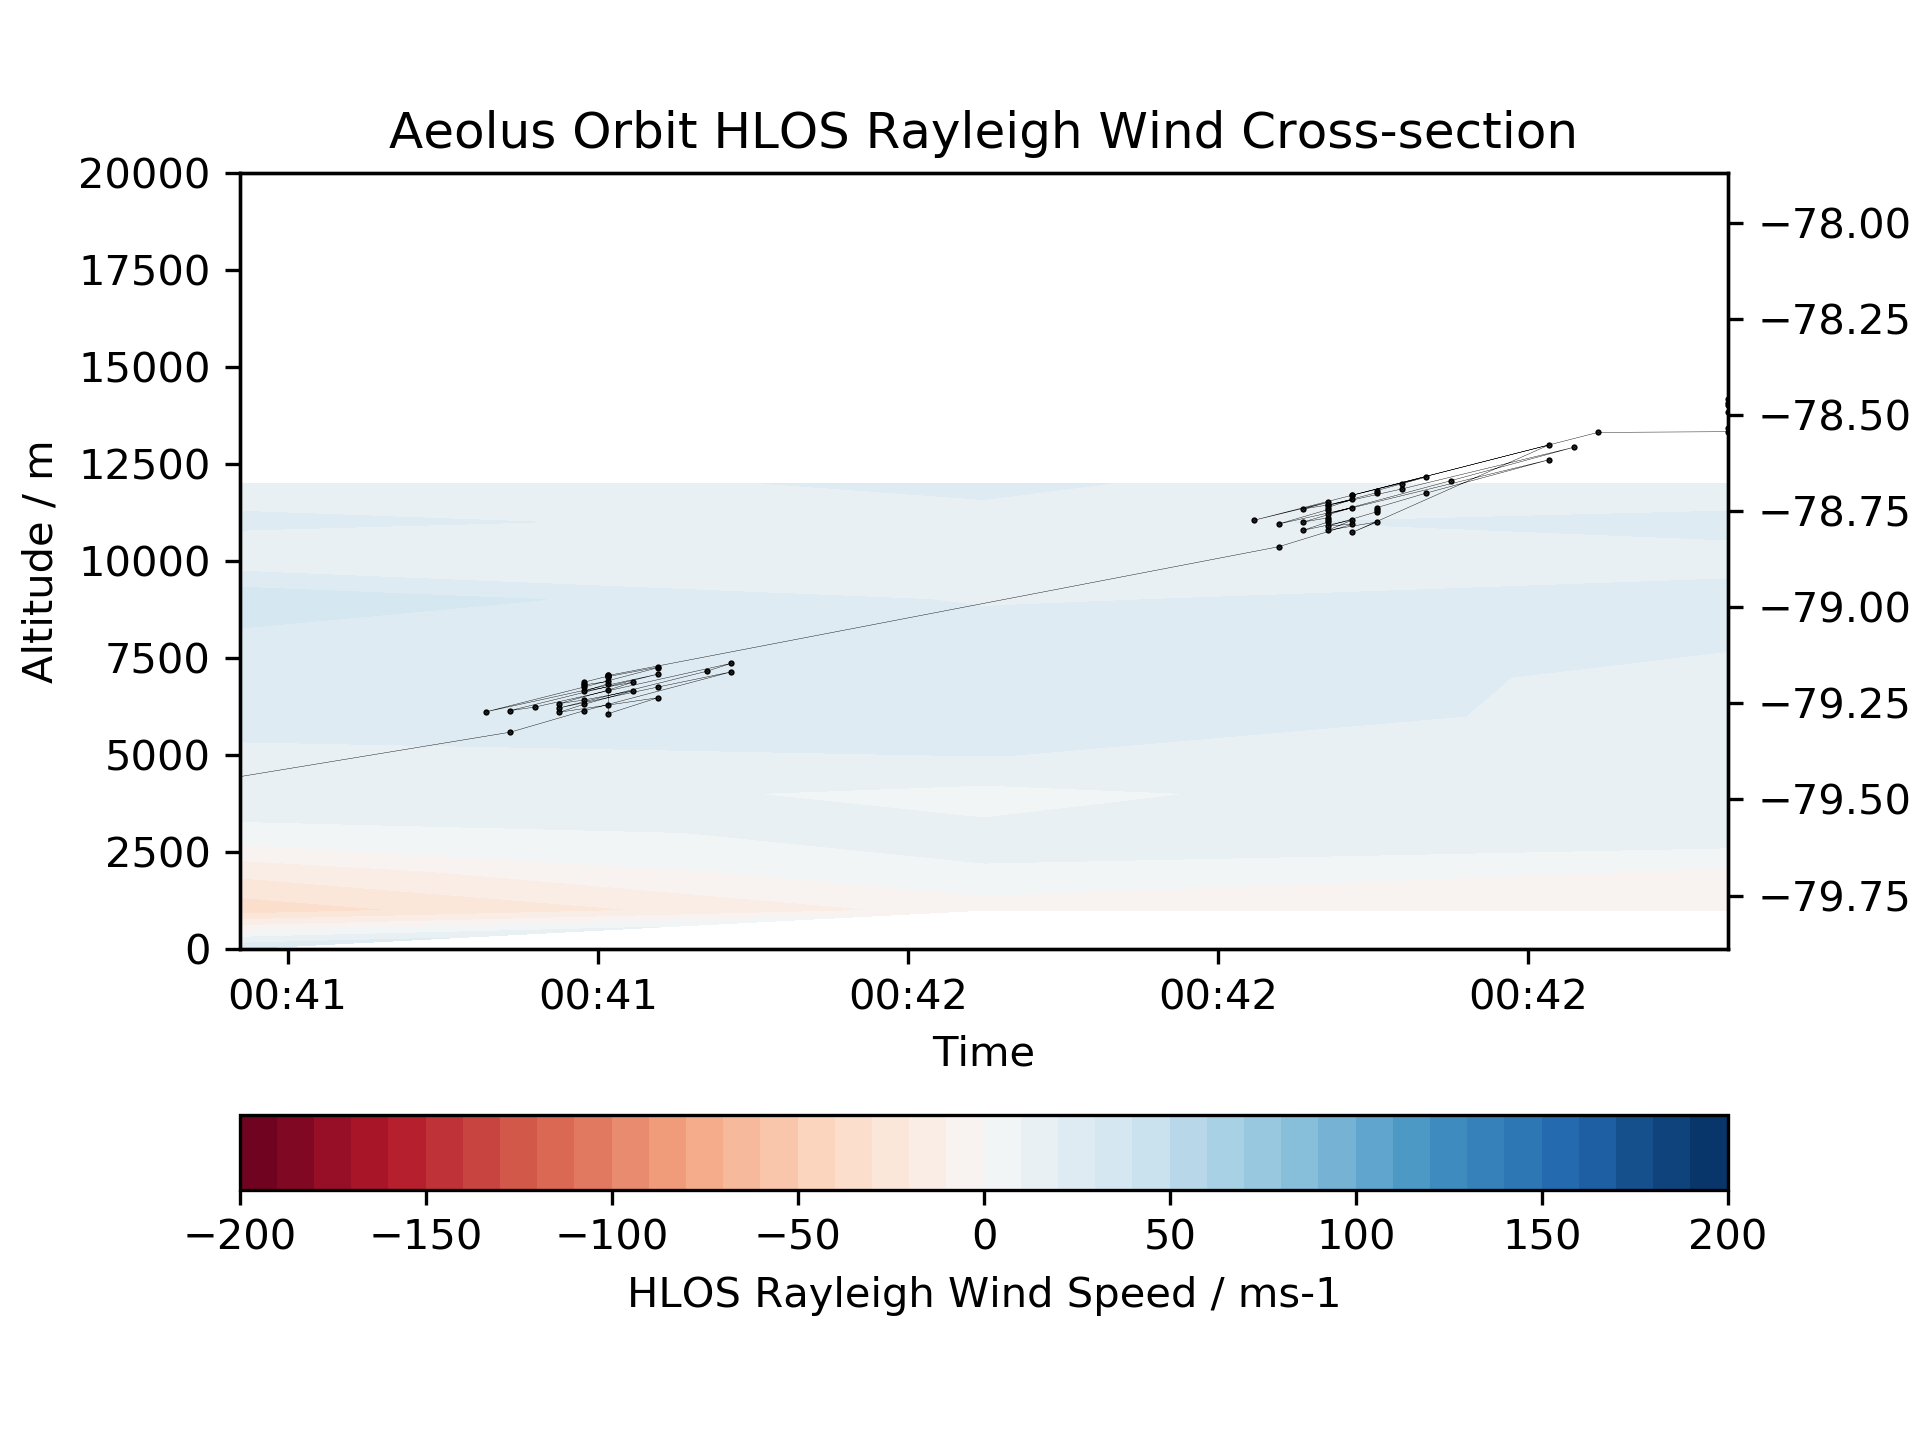 Aeolus Orbit HLOS Rayleigh Wind Cross-section
20000
17500
15000
12500
10000
7500
5000
2500
0
Altitude / m
−78.00
−78.25
−78.50
−78.75
−79.00
−79.25
−79.50
−79.75
00:41 00:41 00:42 00:42 00:42
Time
−200 −150 −100 −50 0 50 100 150 200
HLOS Rayleigh Wind Speed / ms-1